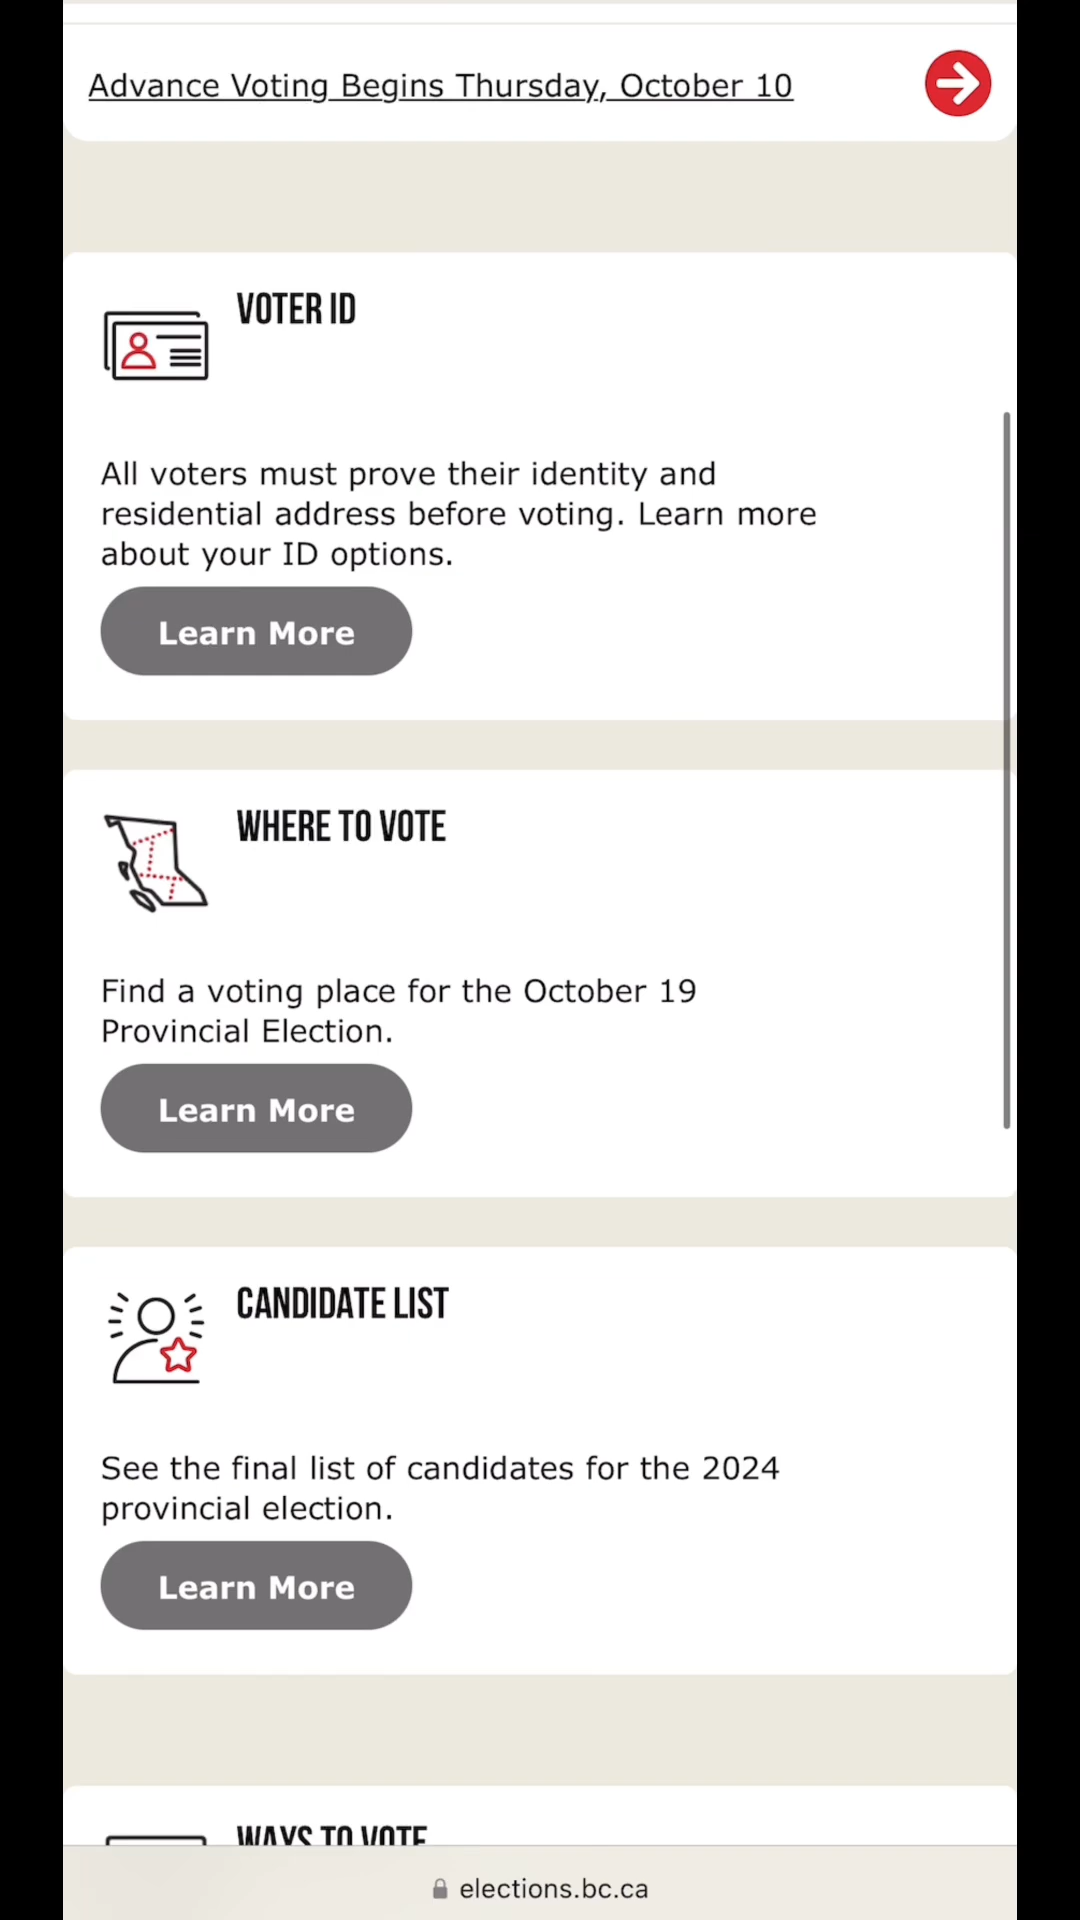 Advance Voting Begins Thursday, October 10
VOTER ID
All voters must prove their identity and
residential address before voting. Learn more
about your ID options.
Learn More
WHERE TO VOTE
Find a voting place for the October 19
Provincial Election.
Learn More
CANDIDATE LIST
See the final list of candidates for the 2024
provincial election.
Learn More
WAYS TO VOTE
elections.bc.ca